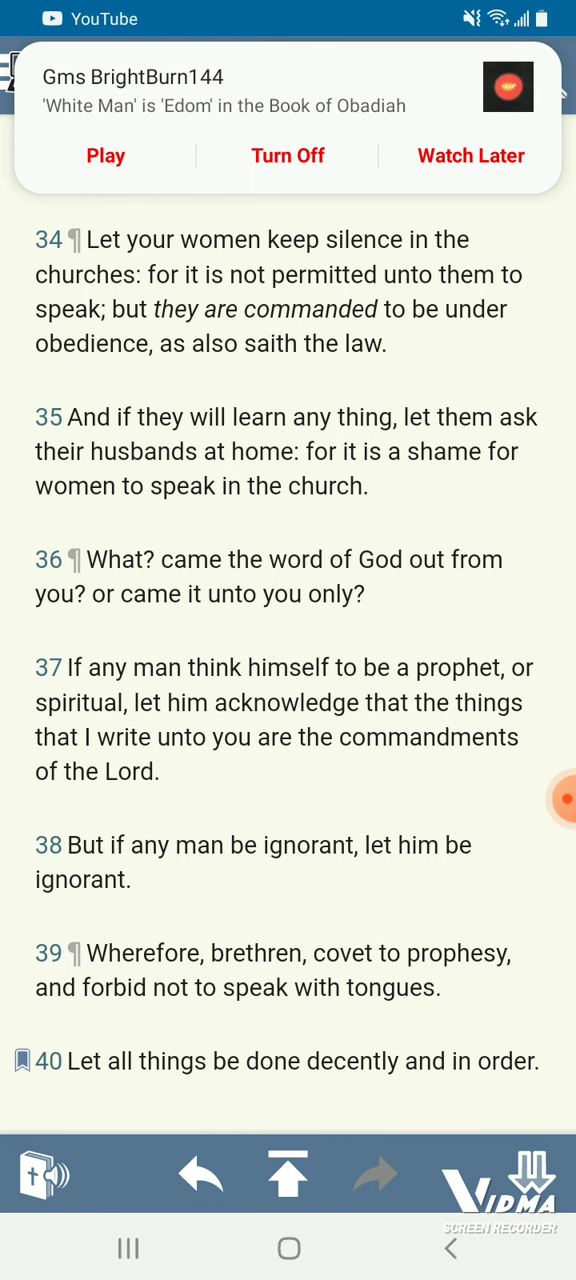 YouTube
Gms BrightBurn144
'White Man' is 'Edom' in the Book of Obadiah
Play Turn Off Watch Later
34 ¶ Let your women keep silence in the
churches: for it is not permitted unto them to
speak; but they are commanded to be under
obedience, as also saith the law.
35 And if they will learn any thing, let them ask
their husbands at home: for it is a shame for
women to speak in the church.
36 ¶ What? came the word of God out from
you? or came it unto you only?
37 If any man think himself to be a prophet, or
spiritual, let him acknowledge that the things
that I write unto you are the commandments
of the Lord.
38 But if any man be ignorant, let him be
ignorant.
39 ¶ Wherefore, brethren, covet to prophesy,
and forbid not to speak with tongues.
40 Let all things be done decently and in order.
VIDMA
SCREEN RECORDER